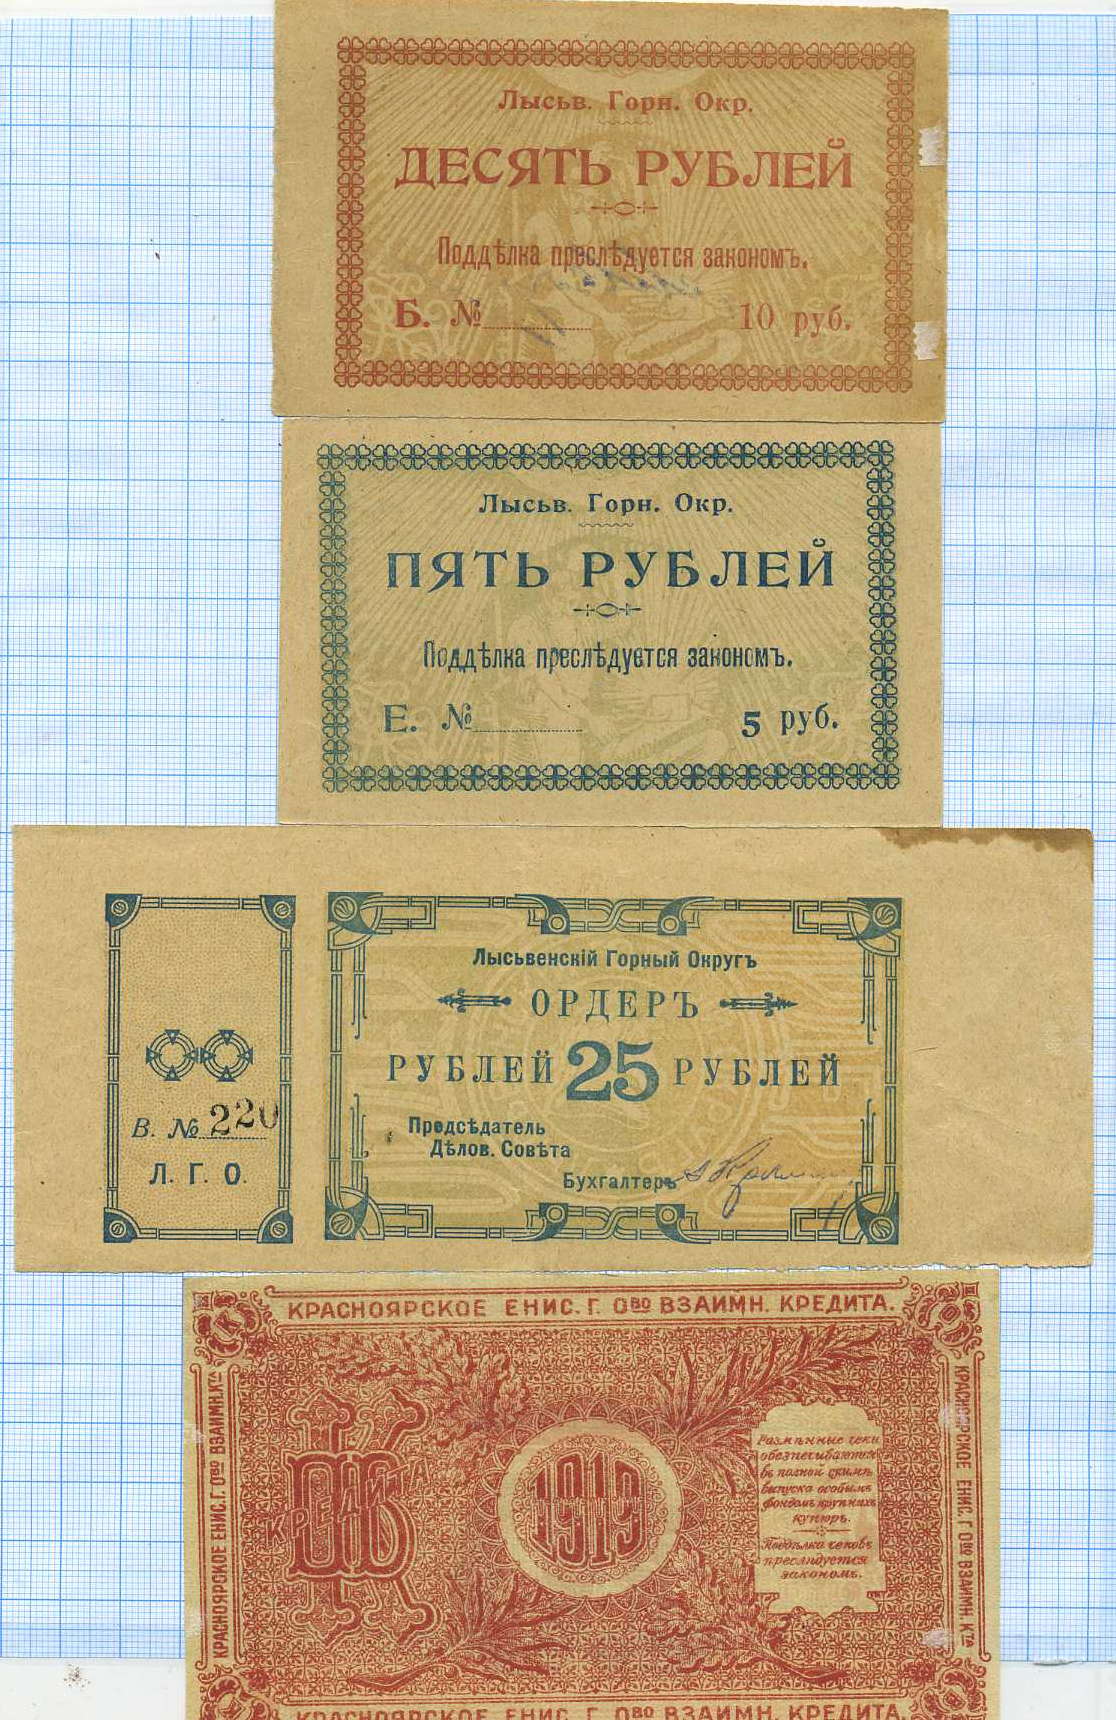 Лысьв. Горн. Окр.
ДЕСЯТЬ РУБЛЕЙ
Поддѣлка преслѣдуется закономъ.
Б. № 10 руб.
Лысьв. Горн. Окр.
ПЯТЬ РУБЛЕЙ
Поддѣлка преслѣдуется закономъ.
Е. № 5 руб.
В. № 220
Л. Г. О.
Лысьвенскій Горный Округъ
ОРДЕРЪ
РУБЛЕЙ 25 РУБЛЕЙ
Предсѣдатель
Дѣлов. Совѣта
Бухгалтеръ
КРАСНОЯРСКОЕ ЕНИС. Г. Ово ВЗАИМН. КРЕДИТА.
КРАСНОЯРСКОЕ ЕНИС. Г. Ово ВЗАИМН. Кта
КРЕДИТА
1919
Размѣнные чеки
обезпечиваются
въ полной суммѣ
выпуска особымъ
фондомъ крупныхъ
купюръ.
Поддѣлка чековъ
преслѣдуется
закономъ.
КРАСНОЯРСКОЕ ЕНИС. Г. Ово ВЗАИМН. Кта
КРАСНОЯРСКОЕ ЕНИС. Г. Ово ВЗАИМН. КРЕДИТА.